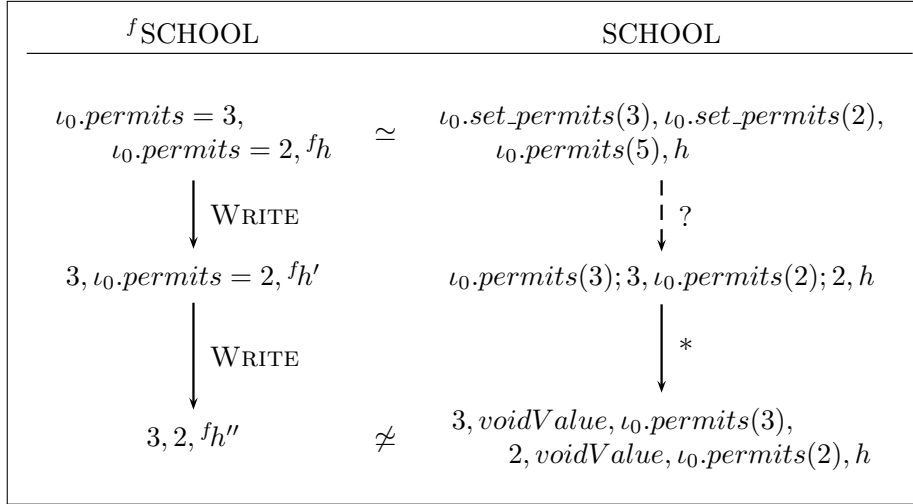 ᶠSCHOOL SCHOOL
ι₀.permits = 3, ι₀.set_permits(3), ι₀.set_permits(2),
ι₀.permits = 2, ᶠh ≃ ι₀.permits(5), h
WRITE ?
3, ι₀.permits = 2, ᶠh′ ι₀.permits(3); 3, ι₀.permits(2); 2, h
WRITE *
3, 2, ᶠh″ ≄ 3, voidValue, ι₀.permits(3),
2, voidValue, ι₀.permits(2), h